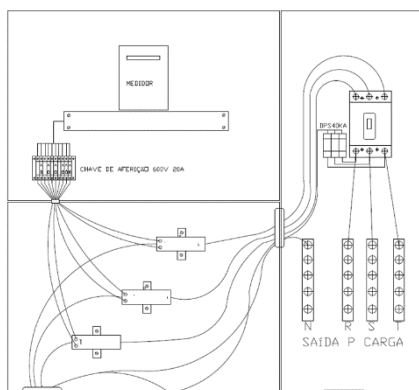 MEDIDOR
DPS40KA
CHAVE DE AFERIÇÃO 600V 20A
N R S T
SAÍDA P CARGA